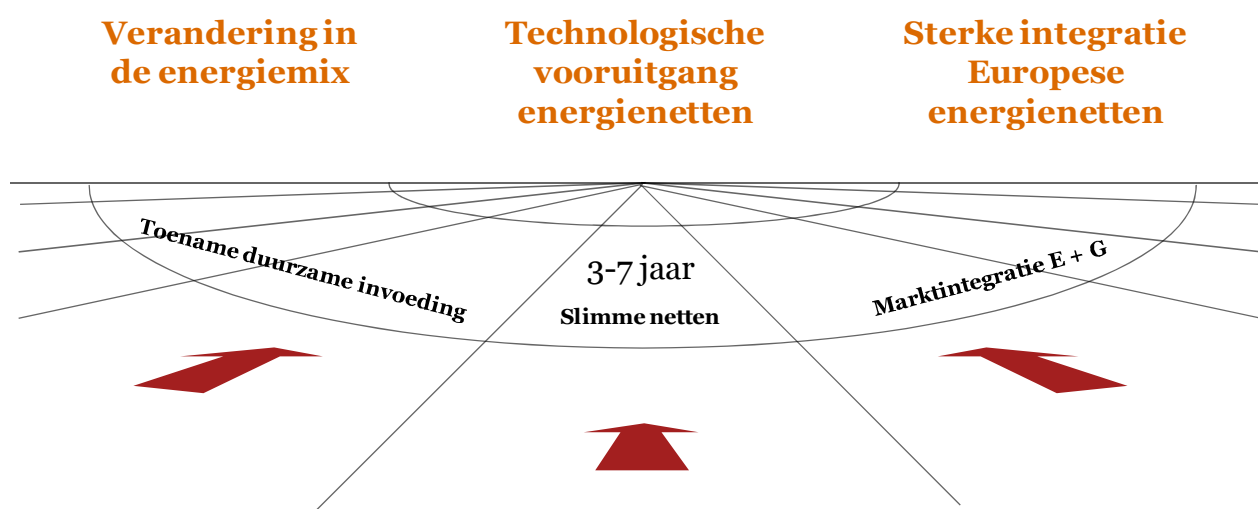 Verandering in
de energiemix
Technologische
vooruitgang
energienetten
Sterke integratie
Europese
energienetten
Toename duurzame invoeding
3-7 jaar
Slimme netten
Marktintegratie E + G